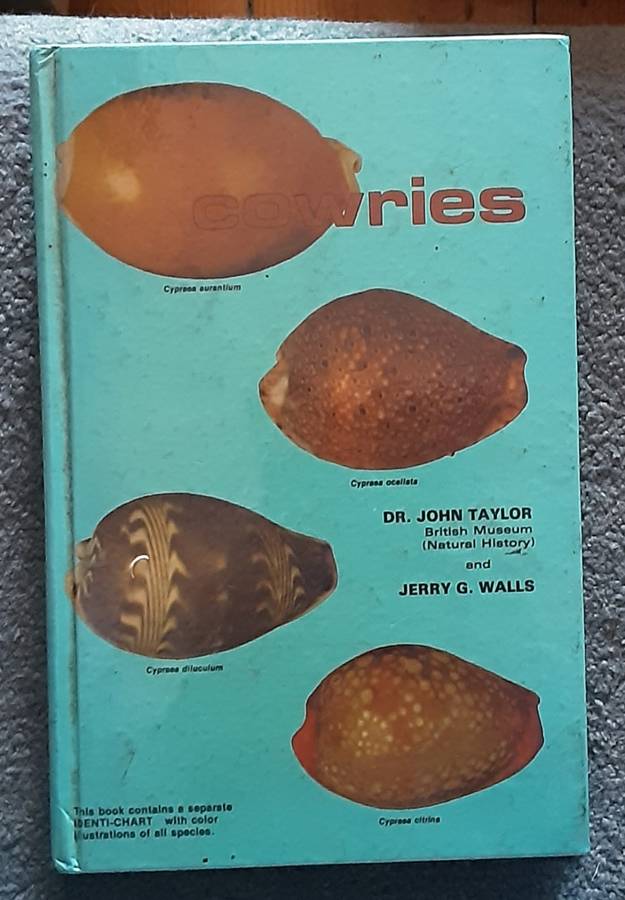 cowries
Cypraea aurantium
Cypraea ocellata
DR. JOHN TAYLOR
British Museum
(Natural History)
and
JERRY G. WALLS
Cypraea diluculum
Cypraea citrina
This book contains a separate
IDENTI-CHART with color
illustrations of all species.